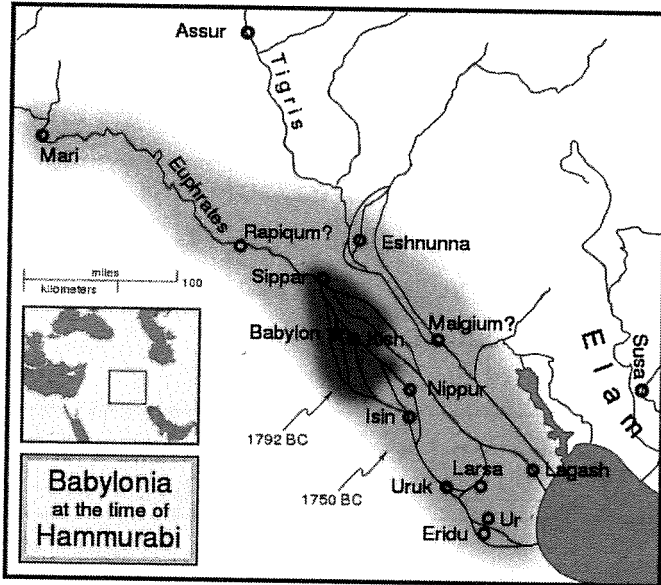 Assur
Tigris
Mari
Euphrates
Rapiqum?
Eshnunna
miles
kilometers
100
Sippar
Babylon
Kish
Malgium?
Elam
Susa
Nippur
Isin
1792 BC
1750 BC
Larsa
Lagash
Uruk
Ur
Eridu
Babylonia
at the time of
Hammurabi